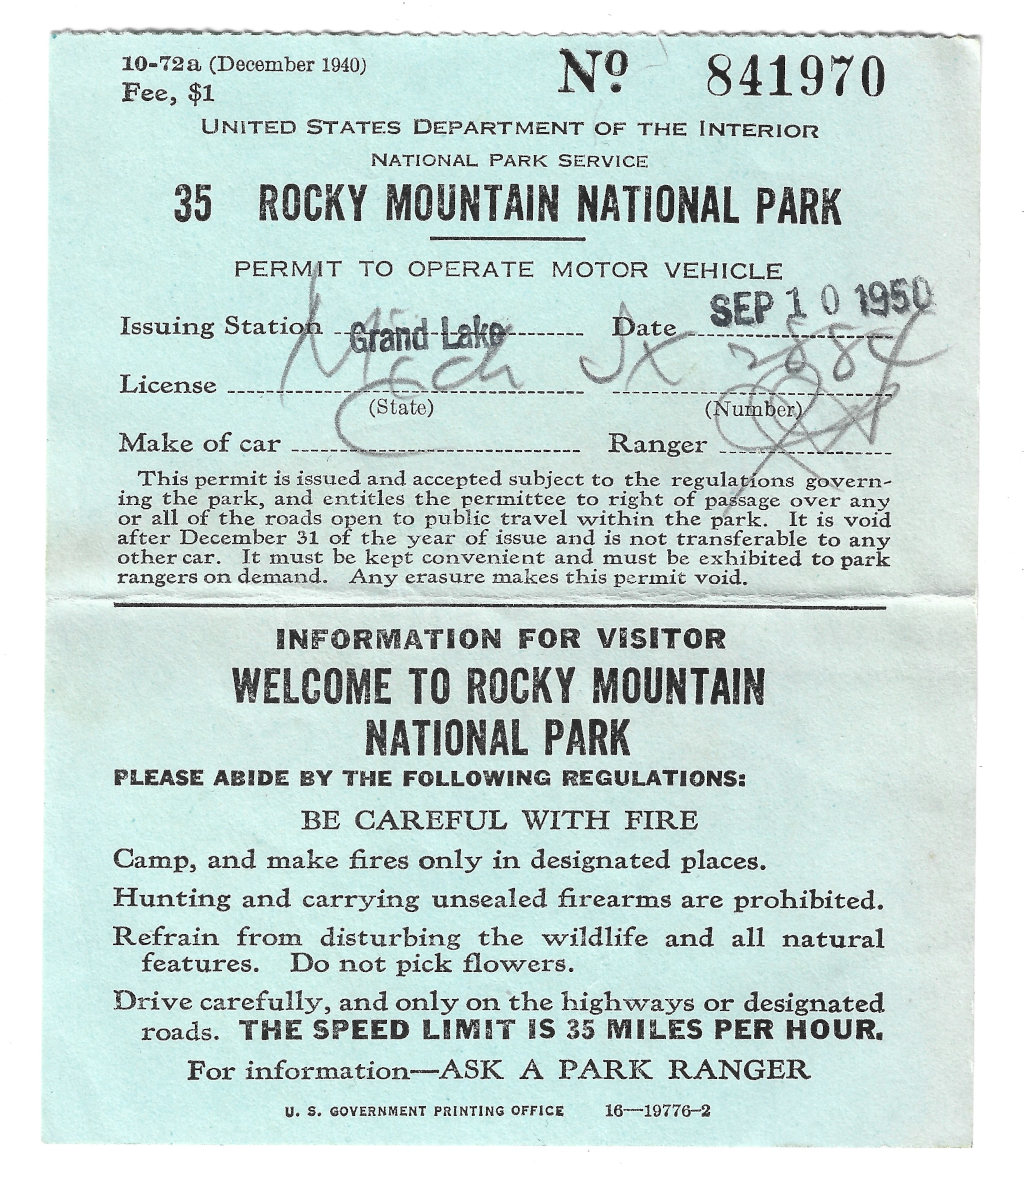 10-72a (December 1940)
Nº 841970
Fee, $1
UNITED STATES DEPARTMENT OF THE INTERIOR
NATIONAL PARK SERVICE
35 ROCKY MOUNTAIN NATIONAL PARK
PERMIT TO OPERATE MOTOR VEHICLE
Issuing Station Grand Lake Date SEP 10 1950
License Mich
(State) (Number)
Make of car Ranger
This permit is issued and accepted subject to the regulations govern-
ing the park, and entitles the permittee to right of passage over any
or all of the roads open to public travel within the park. It is void
after December 31 of the year of issue and is not transferable to any
other car. It must be kept convenient and must be exhibited to park
rangers on demand. Any erasure makes this permit void.
INFORMATION FOR VISITOR
WELCOME TO ROCKY MOUNTAIN
NATIONAL PARK
PLEASE ABIDE BY THE FOLLOWING REGULATIONS:
BE CAREFUL WITH FIRE
Camp, and make fires only in designated places.
Hunting and carrying unsealed firearms are prohibited.
Refrain from disturbing the wildlife and all natural
features. Do not pick flowers.
Drive carefully, and only on the highways or designated
roads. THE SPEED LIMIT IS 35 MILES PER HOUR.
For information—ASK A PARK RANGER
U. S. GOVERNMENT PRINTING OFFICE 16—19776-2